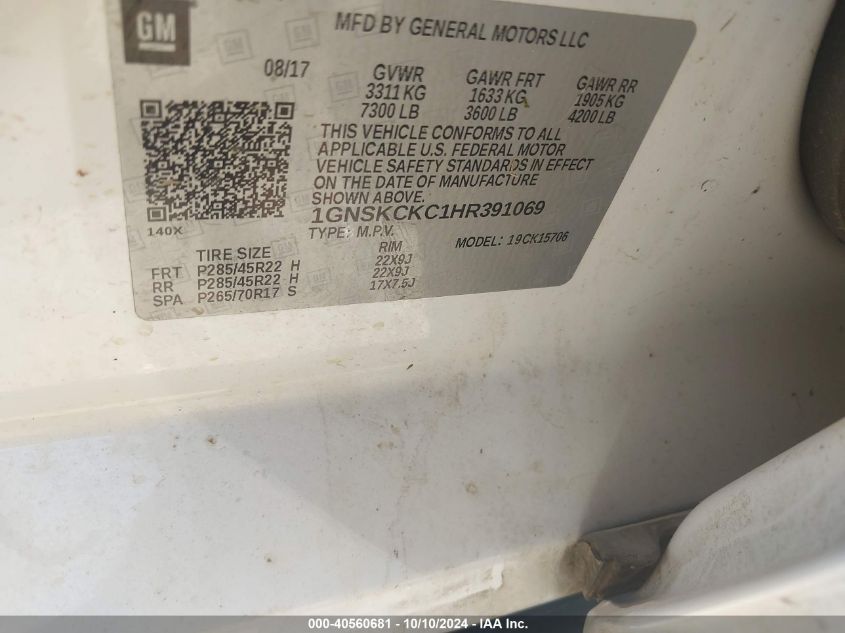 GM
MFD BY GENERAL MOTORS LLC
08/17 GVWR GAWR FRT GAWR RR
3311 KG 1633 KG 1905 KG
7300 LB 3600 LB 4200 LB
THIS VEHICLE CONFORMS TO ALL
APPLICABLE U.S. FEDERAL MOTOR
VEHICLE SAFETY STANDARDS IN EFFECT
ON THE DATE OF MANUFACTURE
SHOWN ABOVE.
1GNSKCKC1HR391069
140X
TYPE: M.P.V. MODEL: 19CK15706
TIRE SIZE RIM
FRT P285/45R22 H 22X9J
RR P285/45R22 H 22X9J
SPA P265/70R17 S 17X7.5J
000-40560681 - 10/10/2024 - IAA Inc.